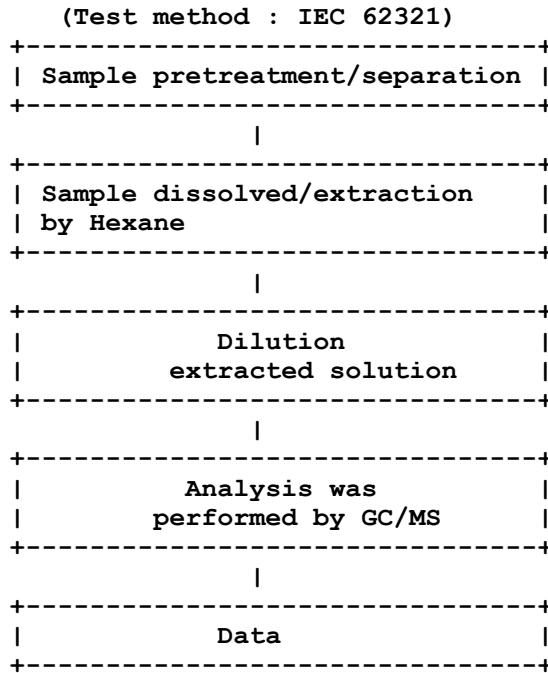 (Test method : IEC 62321)
Sample pretreatment/separation
Sample dissolved/extraction
by Hexane
Dilution
extracted solution
Analysis was
performed by GC/MS
Data